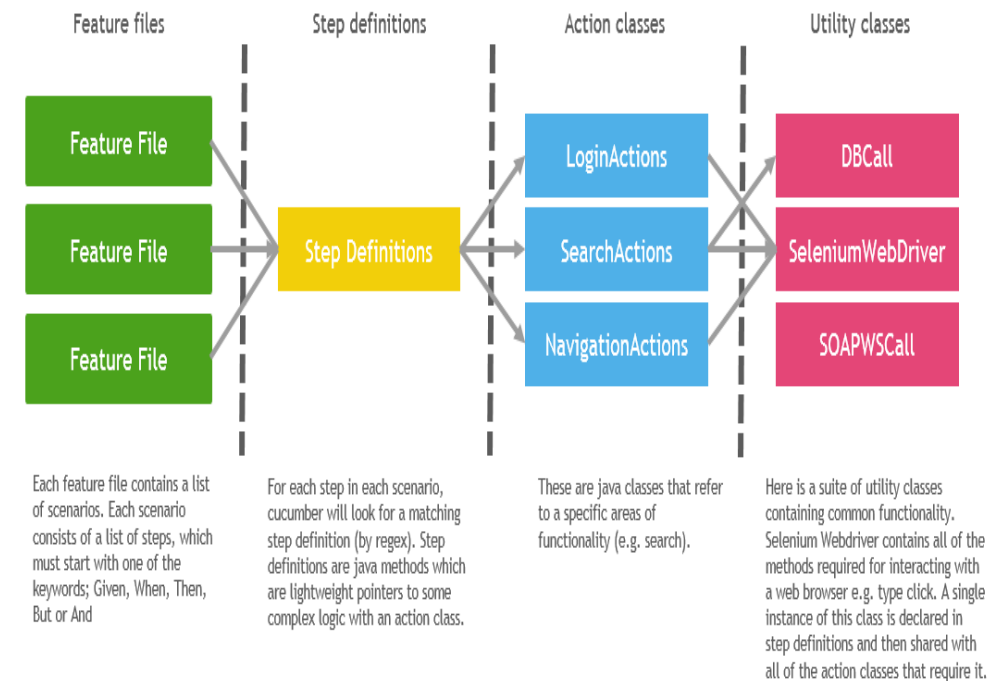 Feature files
Step definitions
Action classes
Utility classes
Feature File
Feature File
Feature File
Step Definitions
LoginActions
SearchActions
NavigationActions
DBCall
SeleniumWebDriver
SOAPWSCall
Each feature file contains a list
of scenarios. Each scenario
consists of a list of steps, which
must start with one of the
keywords; Given, When, Then,
But or And
For each step in each scenario,
cucumber will look for a matching
step definition (by regex). Step
definitions are java methods which
are lightweight pointers to some
complex logic with an action class.
These are java classes that refer
to a specific areas of
functionality (e.g. search).
Here is a suite of utility classes
containing common functionality.
Selenium Webdriver contains all of the
methods required for interacting with
a web browser e.g. type click. A single
instance of this class is declared in
step definitions and then shared with
all of the action classes that require it.